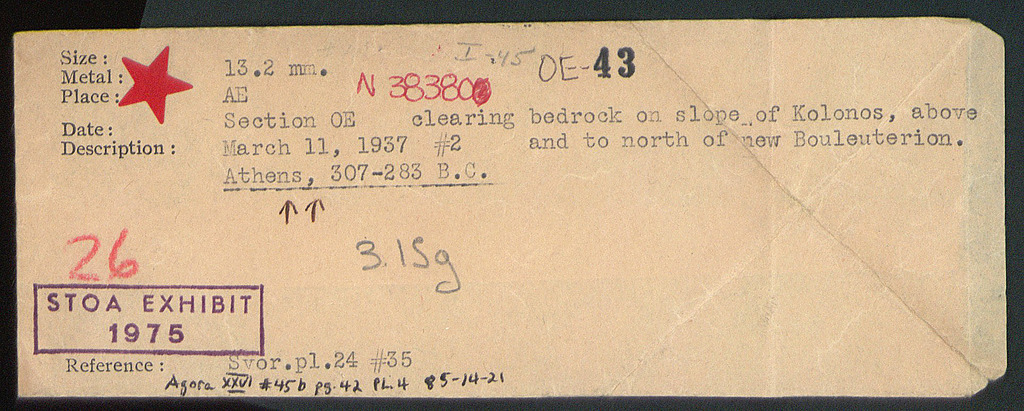 I-45 OE-43
Size : 13.2 mm.
Metal : AE N 38380
Place : Section OE clearing bedrock on slope of Kolonos, above
Date : March 11, 1937 #2 and to north of new Bouleuterion.
Description : Athens, 307-283 B.C.
↑↑
3.15g
26
STOA EXHIBIT
1975
Reference : Svor.pl.24 #35
Agora XXVI #45b pg.42 PL.4 85-14-21